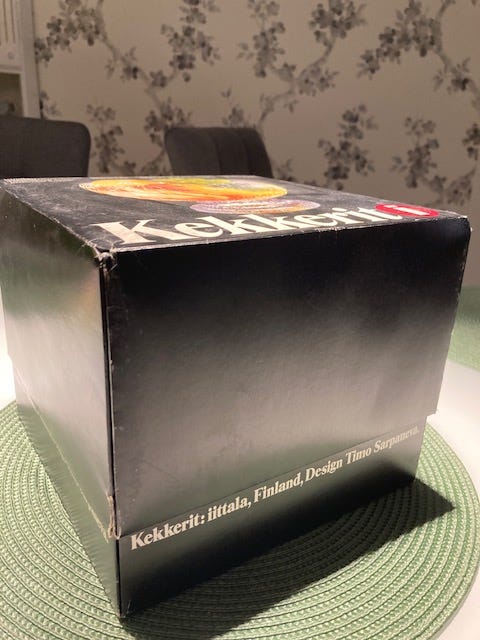 Kekkerit i
Kekkerit: iittala, Finland, Design Timo Sarpaneva.